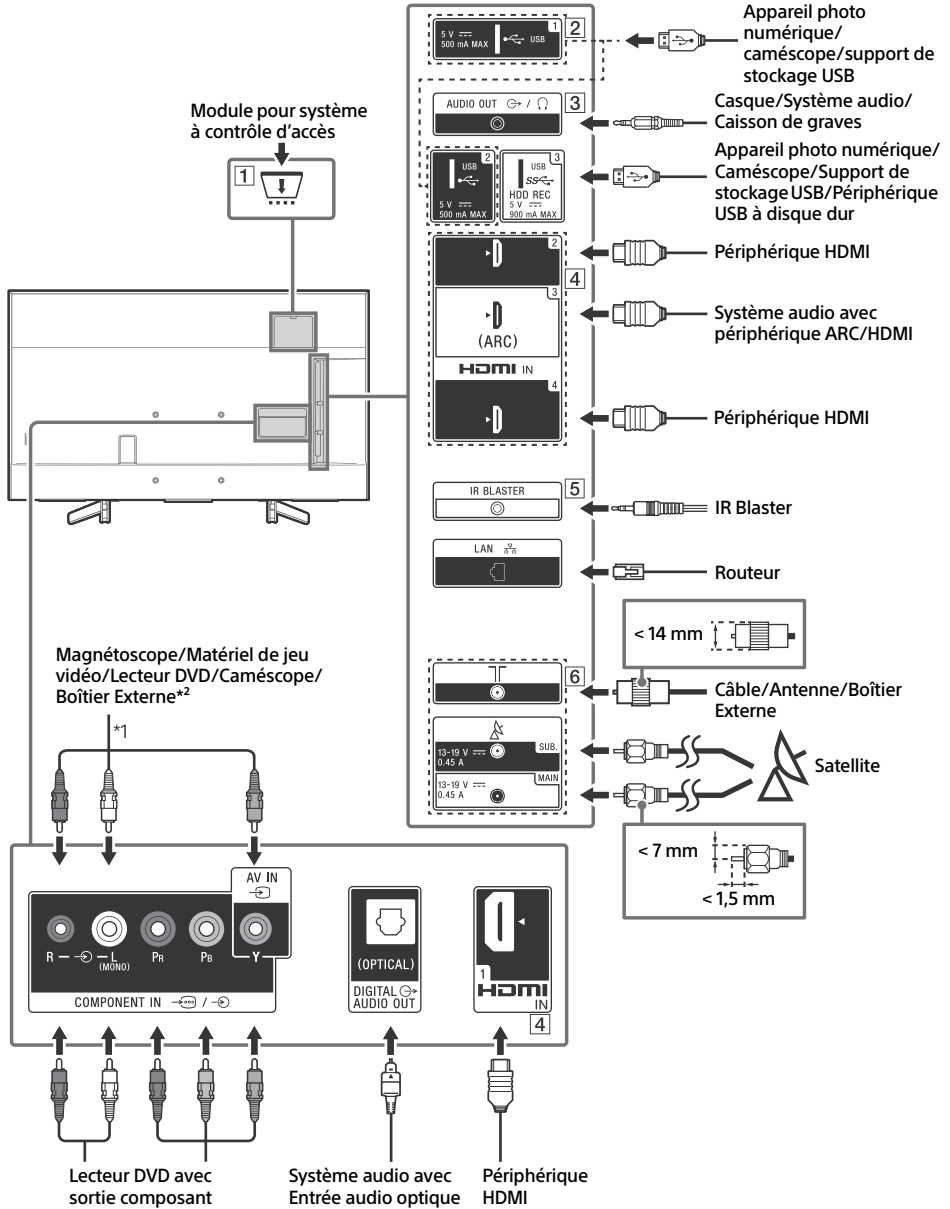 Appareil photo
numérique/
caméscope/support de
stockage USB
5 V
500 mA MAX
USB
1
2
AUDIO OUT
3
Casque/Système audio/
Caisson de graves
Module pour système
à contrôle d'accès
1
USB
2
5 V
500 mA MAX
USB
3
SS
HDD REC
5 V
900 mA MAX
Appareil photo numérique/
Caméscope/Support de
stockage USB/Périphérique
USB à disque dur
2
Périphérique HDMI
4
3
(ARC)
Système audio avec
périphérique ARC/HDMI
HDMI IN
4
Périphérique HDMI
IR BLASTER
5
IR Blaster
LAN
Routeur
< 14 mm
6
Câble/Antenne/Boîtier
Externe
13-19 V
0.45 A
SUB.
13-19 V
0.45 A
MAIN
Satellite
< 7 mm
< 1,5 mm
Magnétoscope/Matériel de jeu
vidéo/Lecteur DVD/Caméscope/
Boîtier Externe*2
*1
AV IN
R
L
(MONO)
PR
PB
Y
COMPONENT IN /
(OPTICAL)
DIGITAL
AUDIO OUT
1
HDMI
IN
4
Lecteur DVD avec
sortie composant
Système audio avec
Entrée audio optique
Périphérique
HDMI